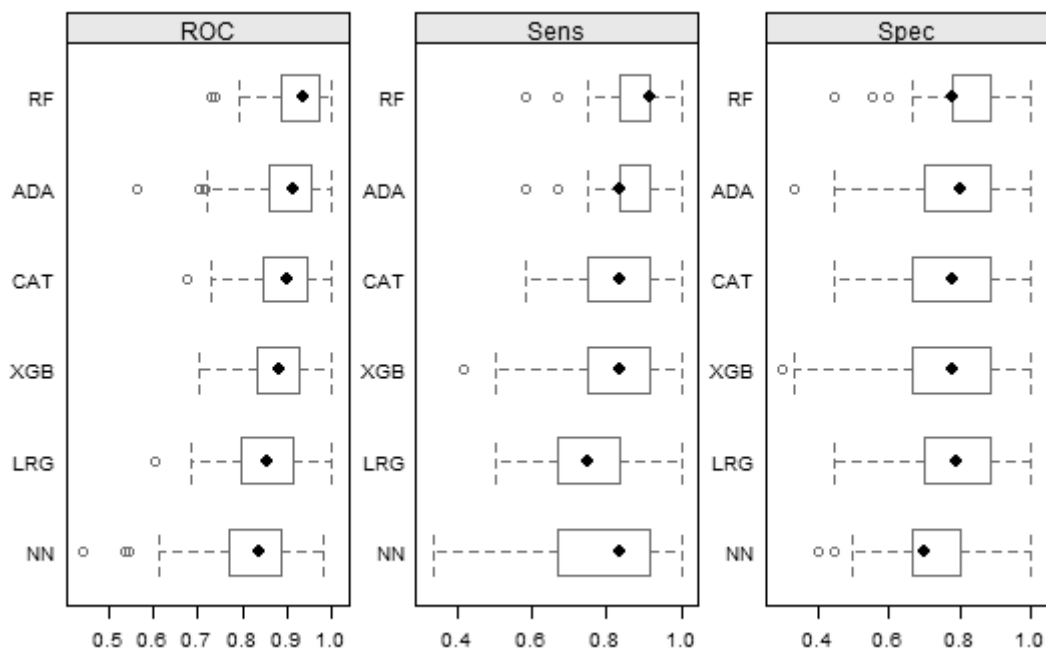 ROC Sens Spec
RF RF RF
ADA ADA ADA
CAT CAT CAT
XGB XGB XGB
LRG LRG LRG
NN NN NN
0.5 0.6 0.7 0.8 0.9 1.0 0.4 0.6 0.8 1.0 0.4 0.6 0.8 1.0